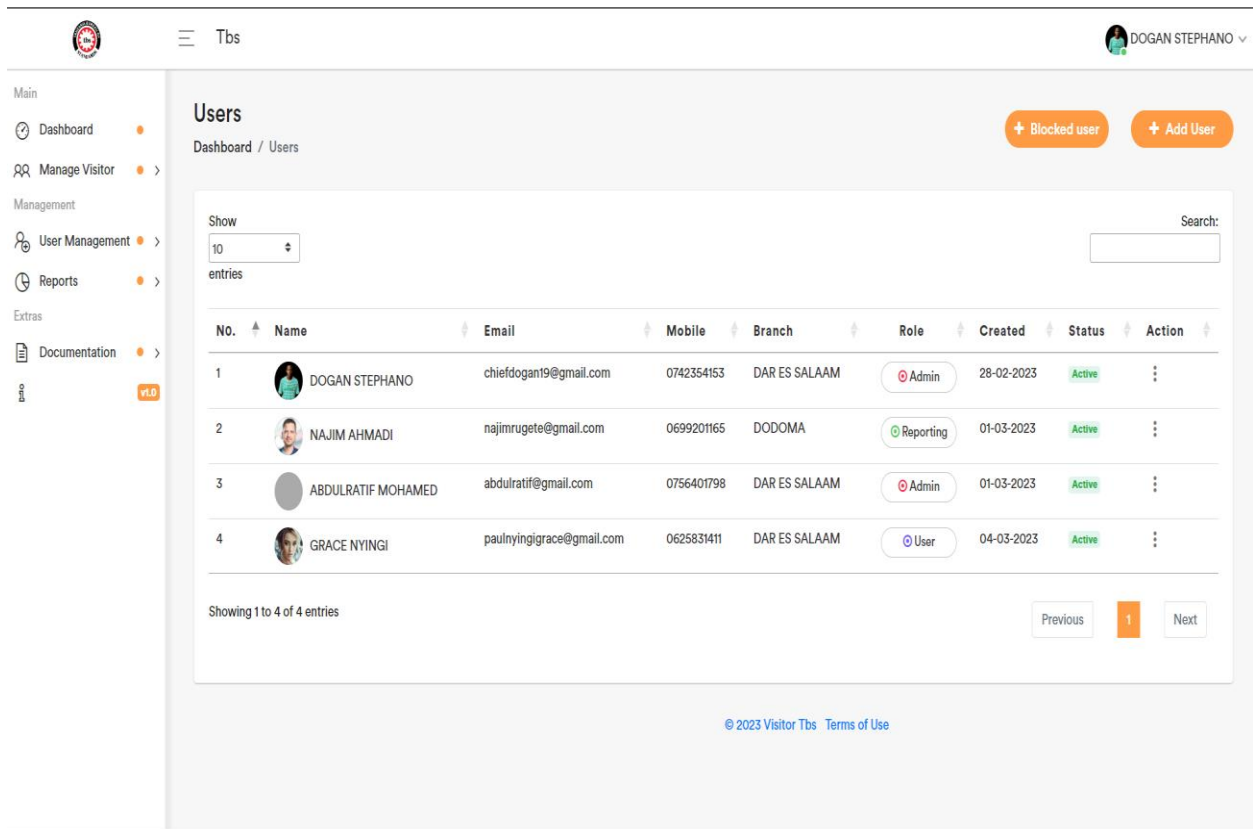 tbs
Tbs
DOGAN STEPHANO
Main
Dashboard
Manage Visitor
Management
User Management
Reports
Extras
Documentation
Info v1.0
Users
+ Blocked user
+ Add User
Dashboard / Users
Show
10
entries
Search:
NO. Name Email Mobile Branch Role Created Status Action
1 DOGAN STEPHANO chiefdogan19@gmail.com 0742354153 DAR ES SALAAM Admin 28-02-2023 Active
2 NAJIM AHMADI najimrugete@gmail.com 0699201165 DODOMA Reporting 01-03-2023 Active
3 ABDULRATIF MOHAMED abdulratif@gmail.com 0756401798 DAR ES SALAAM Admin 01-03-2023 Active
4 GRACE NYINGI paulnyingigrace@gmail.com 0625831411 DAR ES SALAAM User 04-03-2023 Active
Showing 1 to 4 of 4 entries
Previous 1 Next
© 2023 Visitor Tbs Terms of Use